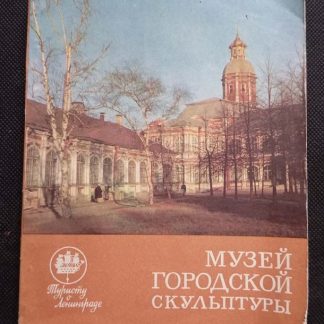 МУЗЕЙ
ГОРОДСКОЙ
СКУЛЬПТУРЫ
Туристу
о
Ленинграде